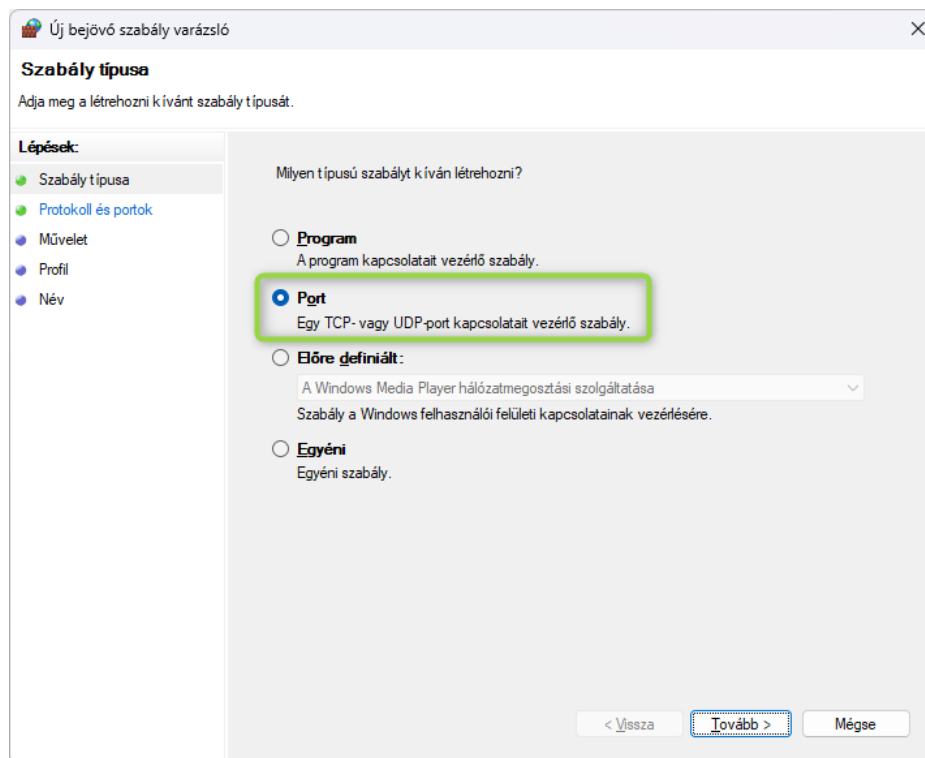 Új bejövő szabály varázsló
Szabály típusa
Adja meg a létrehozni kívánt szabály típusát.
Lépések:
Szabály típusa
Protokoll és portok
Művelet
Profil
Név
Milyen típusú szabályt kíván létrehozni?
Program
A program kapcsolatait vezérlő szabály.
Port
Egy TCP- vagy UDP-port kapcsolatait vezérlő szabály.
Előre definiált:
A Windows Media Player hálózatmegosztási szolgáltatása
Szabály a Windows felhasználói felületi kapcsolatainak vezérlésére.
Egyéni
Egyéni szabály.
< Vissza
Tovább >
Mégse